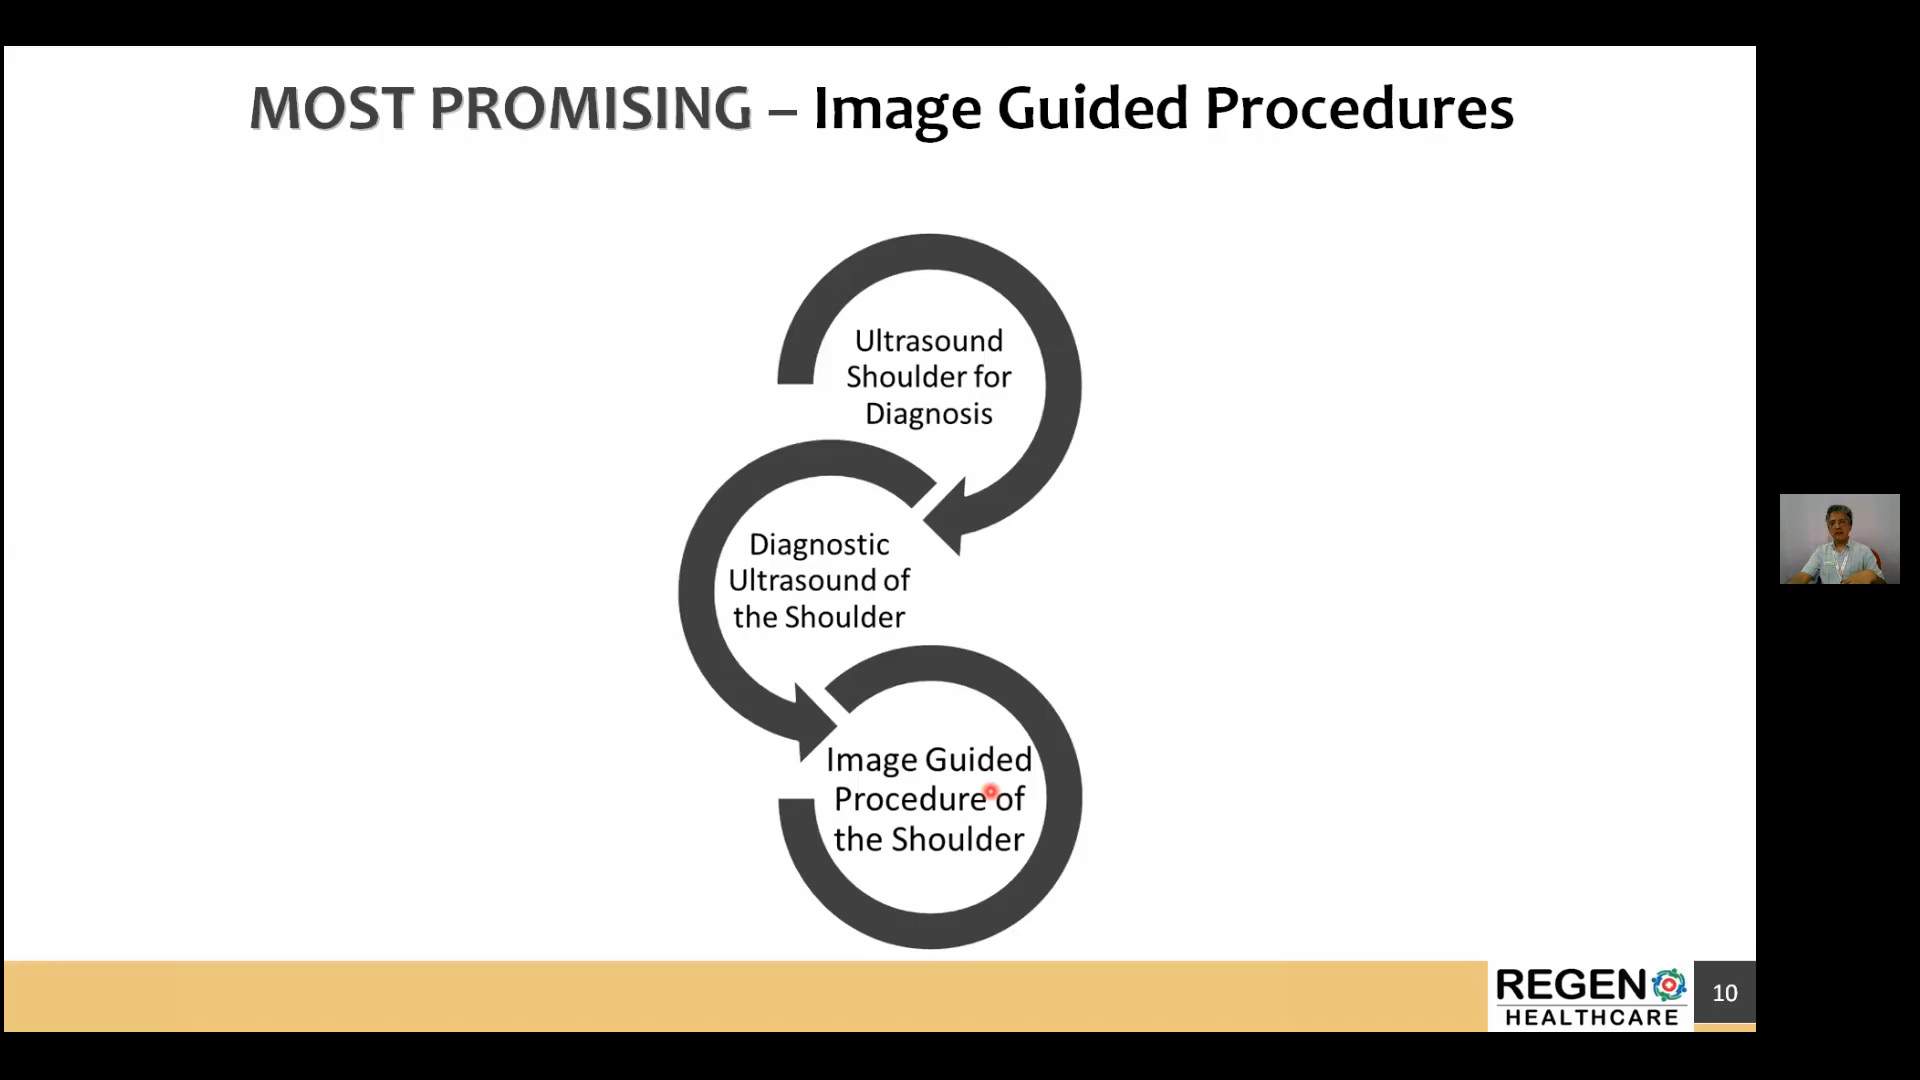 MOST PROMISING – Image Guided Procedures
Ultrasound
Shoulder for
Diagnosis
Diagnostic
Ultrasound of
the Shoulder
Image Guided
Procedure of
the Shoulder
REGEN
HEALTHCARE
10